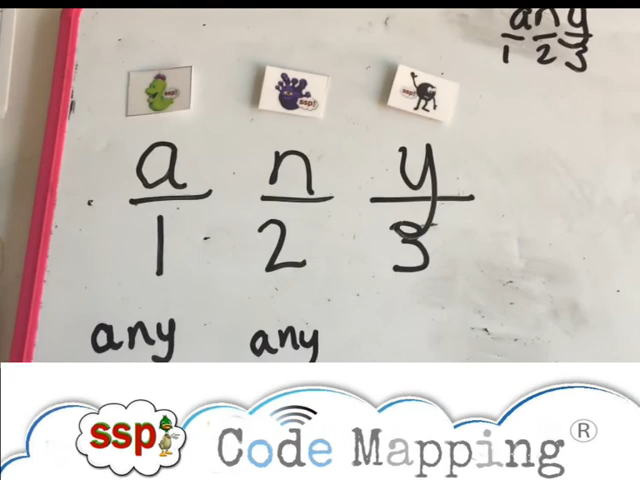 any
1 2 3
ssp! ssp! ssp!
a n y
1 2 3
any any
ssp!
Code Mapping®